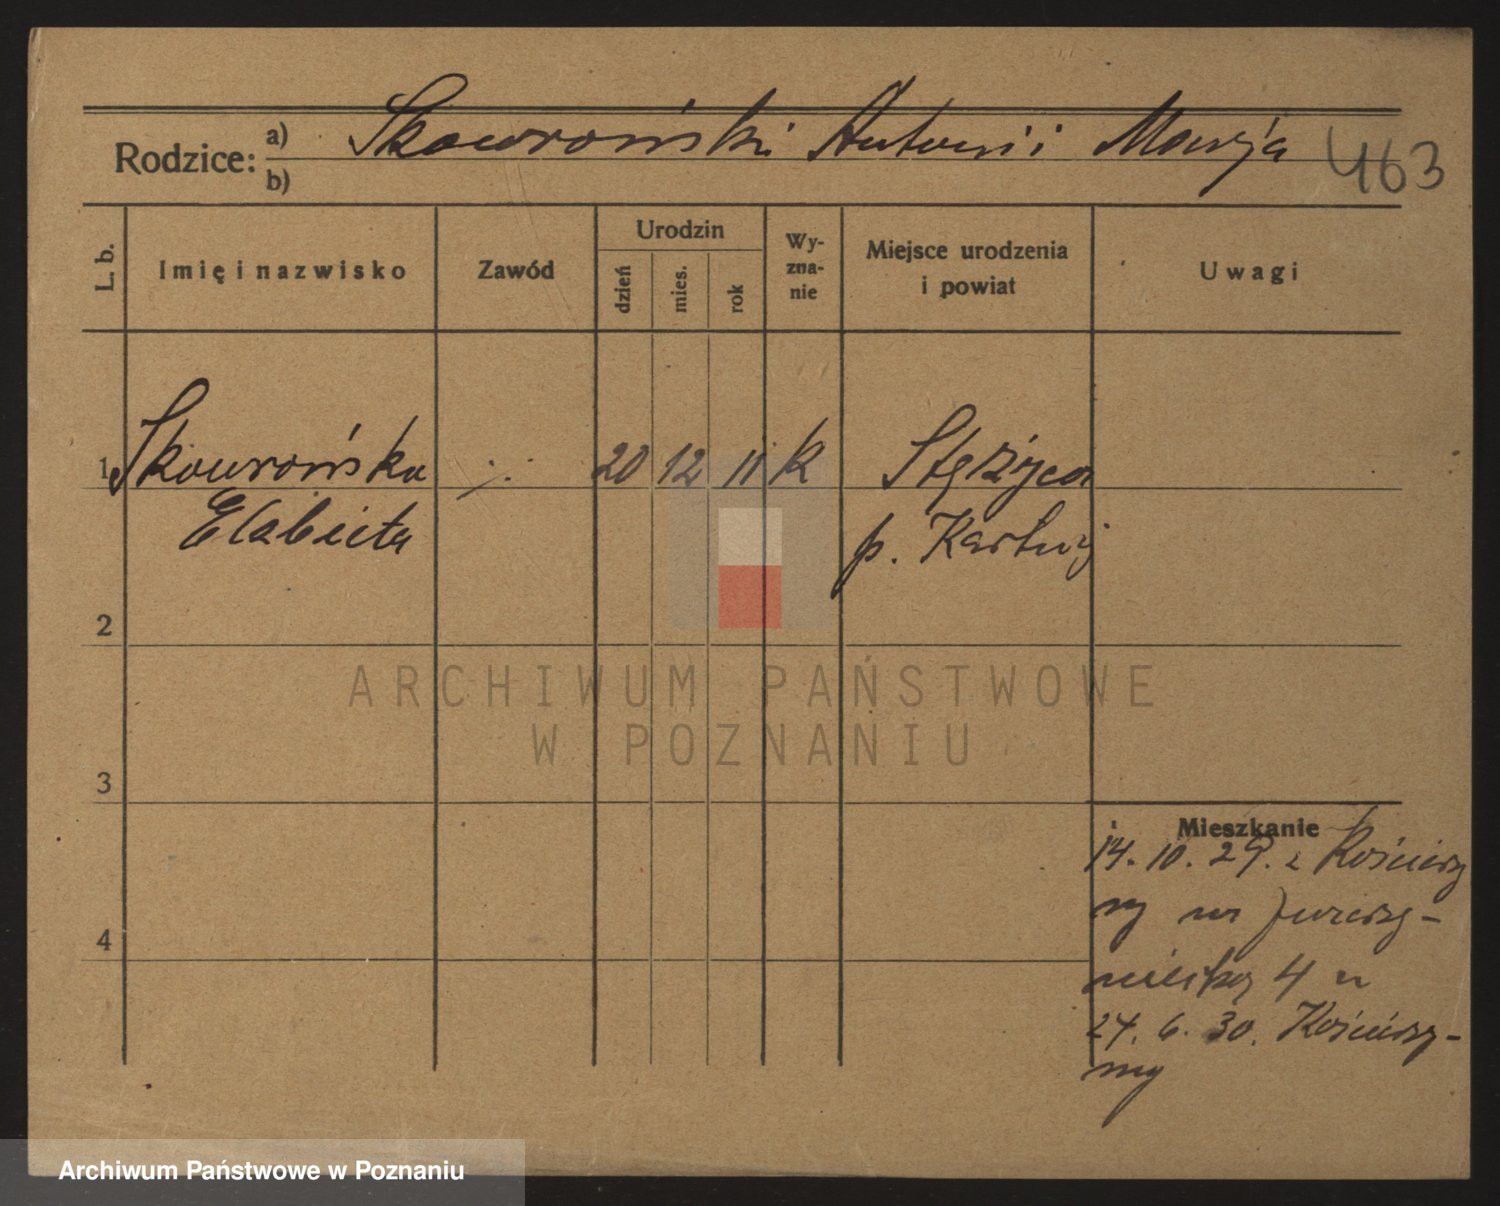 Rodzice: a) Skowroński Antoni i Marja 463
b)
L. b. Imię i nazwisko Zawód Urodzin dzień mies. rok Wy-zna-nie Miejsce urodzenia i powiat Uwagi
1 Skowrońska ./. 20 12 11 k Stężyca
Elżbieta p. Kartuzy
2
ARCHIWUM PAŃSTWOWE
W POZNANIU
3
Mieszkanie
14. 10. 29. z Kościerzy
ny
4
4
24. 6. 30. Kościerzy-
ny
Archiwum Państwowe w Poznaniu